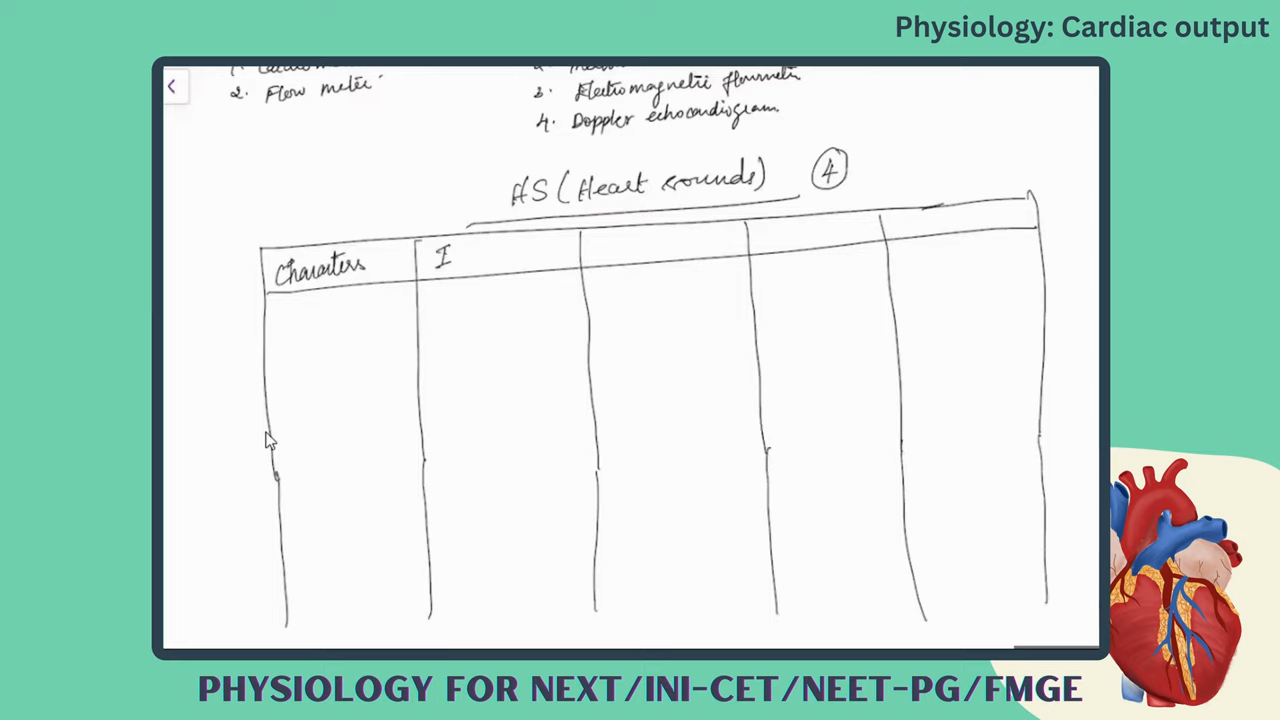 Physiology: Cardiac output
2. Flow meter
3. Electromagnetic flowmeter
4. Doppler echocardiogram
HS (Heart sounds) 4
Characters I
PHYSIOLOGY FOR NEXT/INI-CET/NEET-PG/FMGE